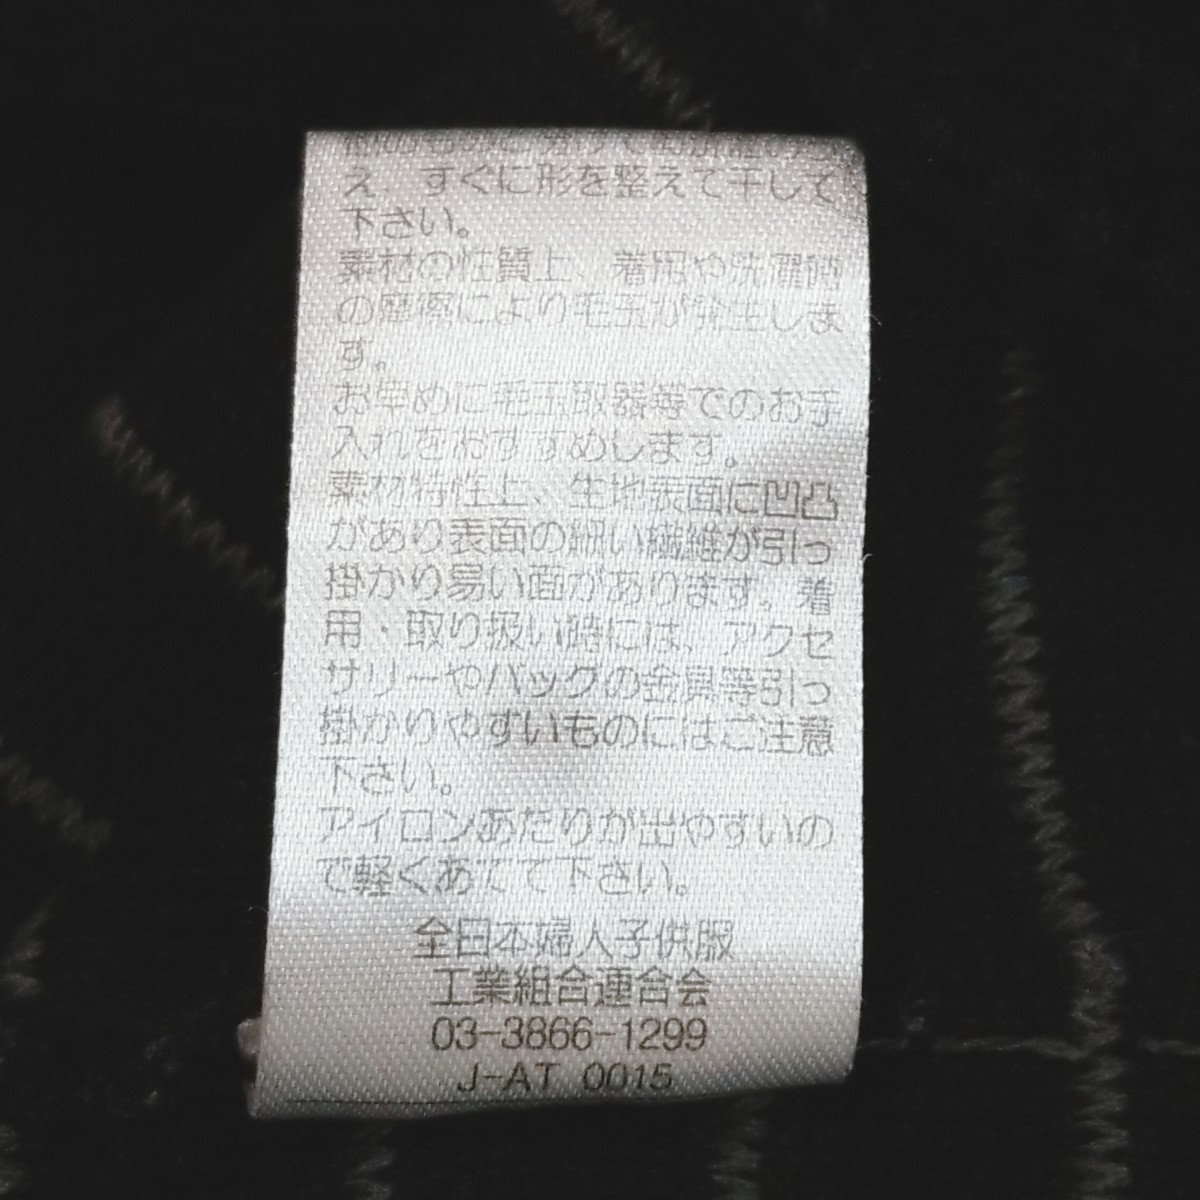 え、すぐに形を整えて干して
下さい。
素材の性質上、着用や洗濯時
の摩擦により毛玉が発生しま
す。
お早めに毛玉取器等でのお手
入れをおすすめします。
素材特性上、生地表面に凹凸
があり表面の細い繊維が引っ
掛かり易い面があります。着
用・取り扱い時には、アクセ
サリーやバックの金具等引っ
掛かりやすいものにはご注意
下さい。
アイロンあたりが出やすいの
で軽くあてて下さい。
全日本婦人子供服
工業組合連合会
03-3866-1299
J-AT 0015